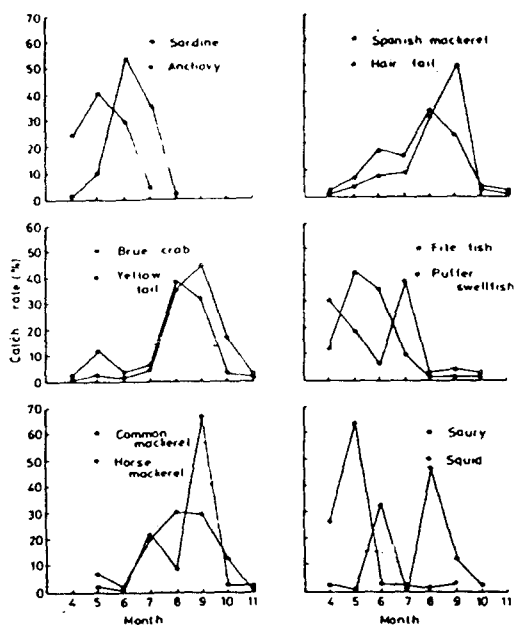 70
60
50
40
30
20
10
0
Sardine
Anchovy
Spanish mackerel
Hair tail
Catch rate (%)
40
30
20
10
0
Brue crab
Yellow
tail
File fish
Puffer
swellfish
70
60
50
40
30
20
10
0
Common
mackerel
Horse
mackerel
Saury
Squid
4 5 6 7 8 9 10 11
Month
4 5 6 7 8 9 10 11
Month